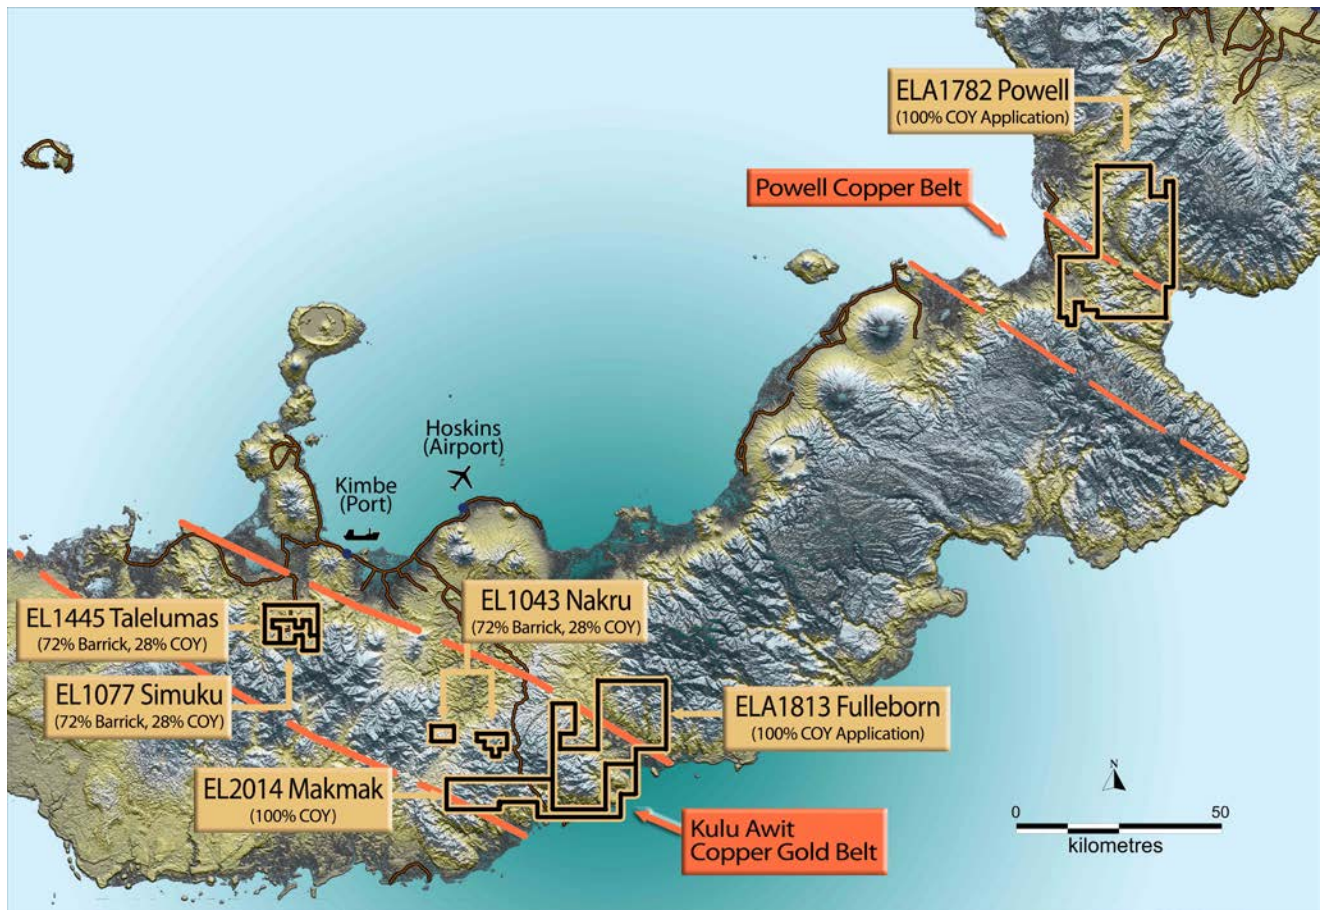 ELA1782 Powell
(100% COY Application)
Powell Copper Belt
Hoskins
(Airport)
Kimbe
(Port)
EL1445 Talelumas
(72% Barrick, 28% COY)
EL1043 Nakru
(72% Barrick, 28% COY)
EL1077 Simuku
(72% Barrick, 28% COY)
ELA1813 Fulleborn
(100% COY Application)
EL2014 Makmak
(100% COY)
Kulu Awit
Copper Gold Belt
N
0 50
kilometres